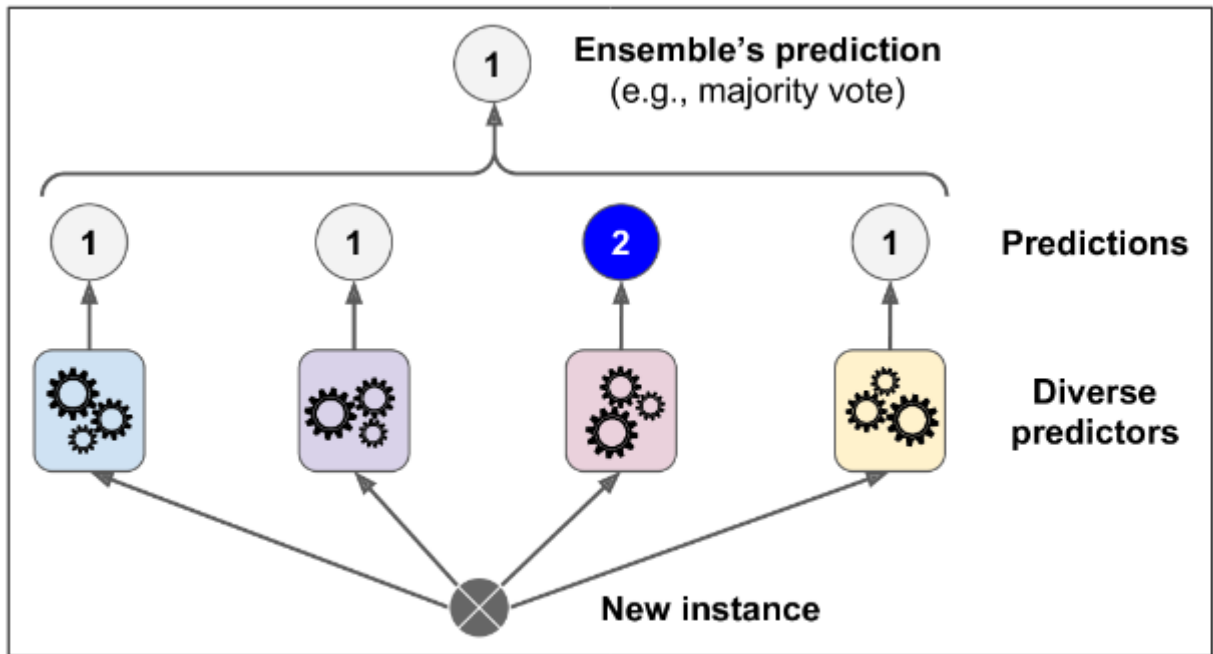 1
Ensemble's prediction
(e.g., majority vote)
1 1 2 1
Predictions
Diverse
predictors
New instance